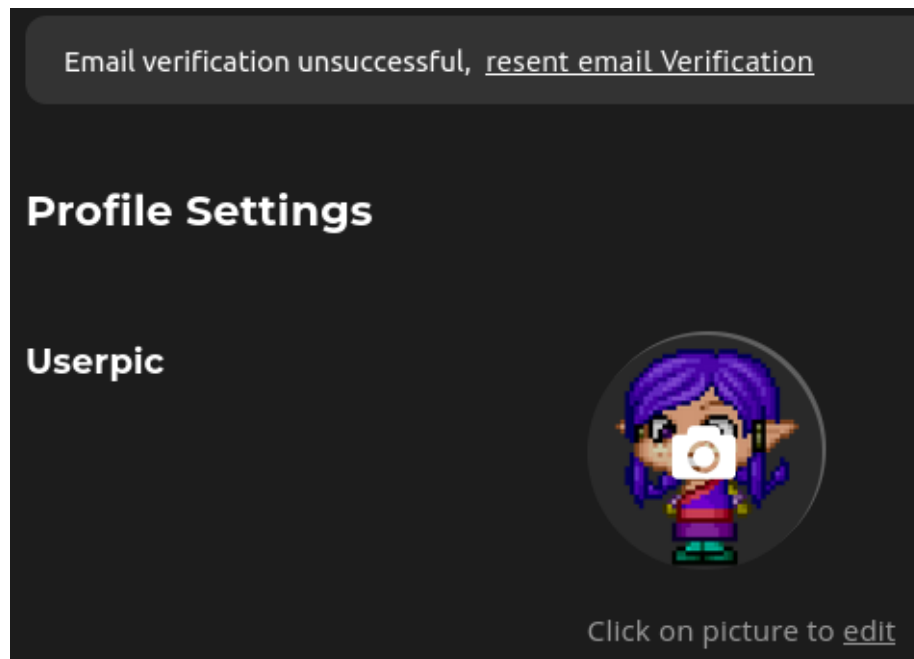 Email verification unsuccessful, resent email Verification
Profile Settings
Userpic
Click on picture to edit